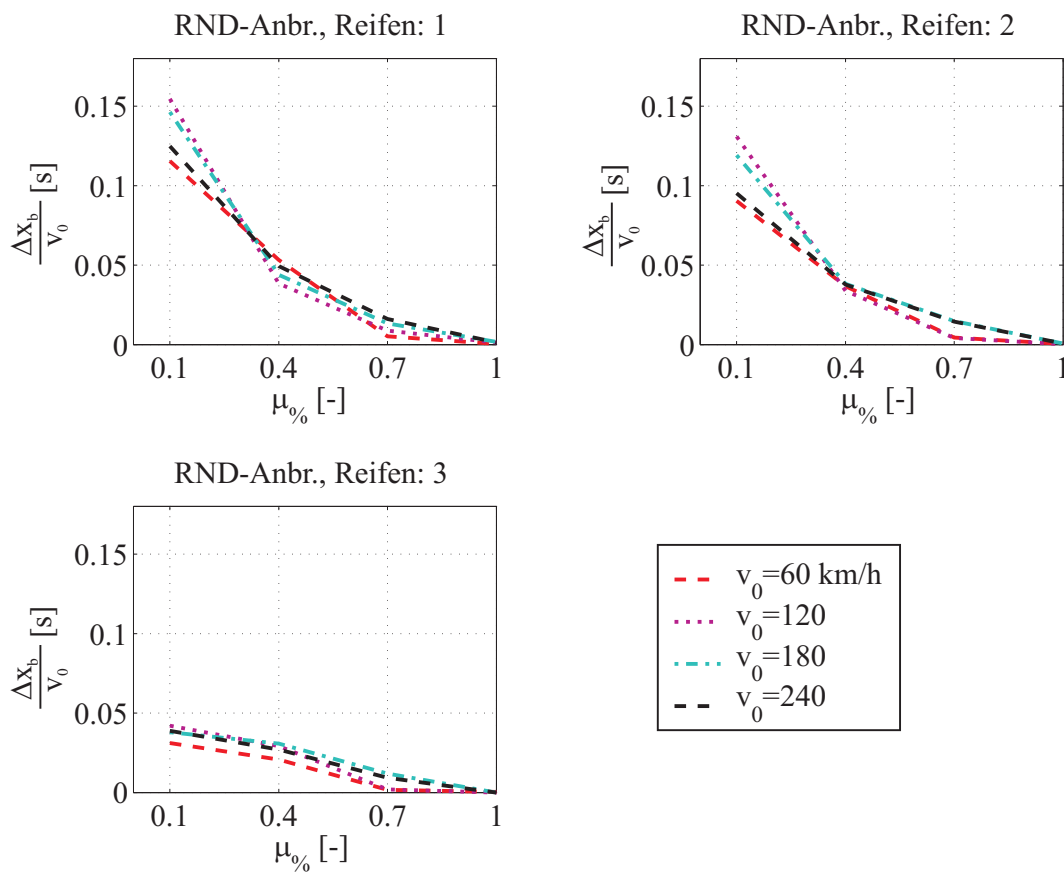 RND-Anbr., Reifen: 1
0.15
0.1
0.05
0
Δx_b
v_0
[s]
0.1 0.4 0.7 1
μ_% [-]
RND-Anbr., Reifen: 2
0.15
0.1
0.05
0
Δx_b
v_0
[s]
0.1 0.4 0.7 1
μ_% [-]
RND-Anbr., Reifen: 3
0.15
0.1
0.05
0
Δx_b
v_0
[s]
0.1 0.4 0.7 1
μ_% [-]
v_0=60 km/h
v_0=120
v_0=180
v_0=240